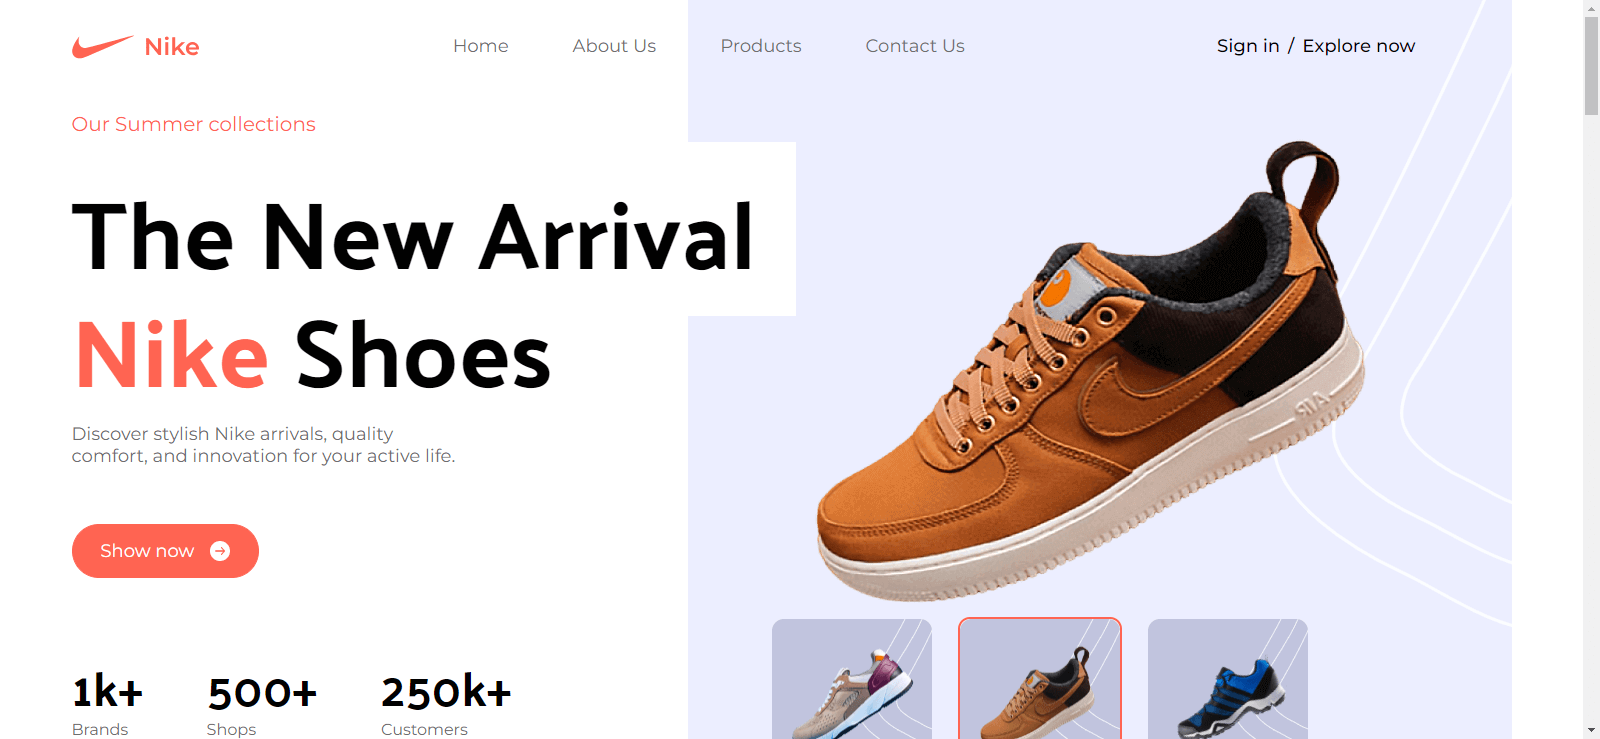 Nike
Home
About Us
Products
Contact Us
Sign in / Explore now
Our Summer collections
The New Arrival
Nike Shoes
Discover stylish Nike arrivals, quality
comfort, and innovation for your active life.
Show now
1k+
Brands
500+
Shops
250k+
Customers
AIR